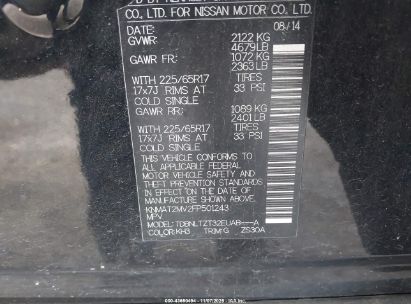 CO., LTD. FOR NISSAN MOTOR CO., LTD.
DATE: 08/14
GVWR: 2122 KG
4679 LB
GAWR FR: 1072 KG
2363 LB
WITH 225/65R17 TIRES
17x7J RIMS AT 33 PSI
COLD SINGLE
GAWR RR: 1089 KG
2401 LB
WITH 225/65R17 TIRES
17x7J RIMS AT 33 PSI
COLD SINGLE
THIS VEHICLE CONFORMS TO ALL
APPLICABLE FEDERAL
MOTOR VEHICLE SAFETY AND THEFT
PREVENTION STANDARDS IN EFFECT
ON THE DATE OF MANUFACTURE
SHOWN ABOVE.
KNMAT2MV2FP501243
MPV
MODEL:
COLOR:KH3 TRIM:G ZS30A